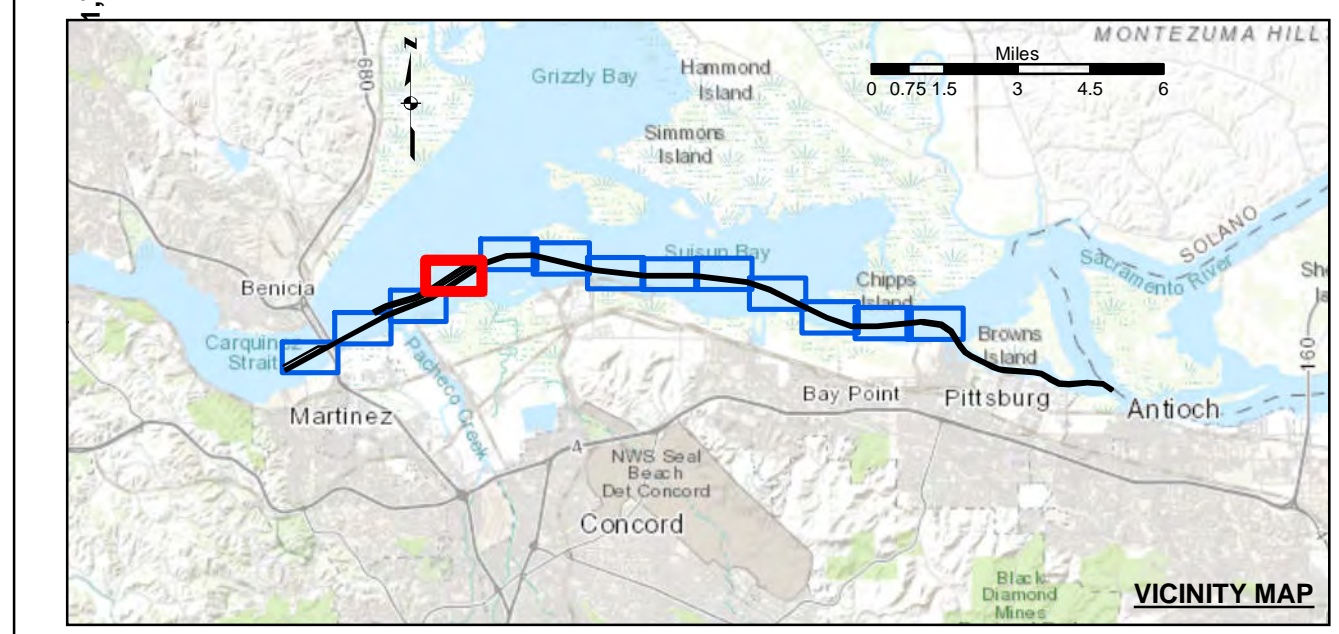 MONTEZUMA HILL
Miles
0 0.75 1.5 3 4.5 6
N
680
Grizzly Bay
Hammond
Island
Simmons
Island
SOLANO
Sacramento River
Suisun Bay
Chipps
Island
Benicia
Carquinez
Strait
Browns
Island
160
Pacheco Creek
Martinez
Bay Point
Pittsburg
Antioch
4
NWS Seal
Beach
Det Concord
Concord
Black
Diamond
Mines
VICINITY MAP